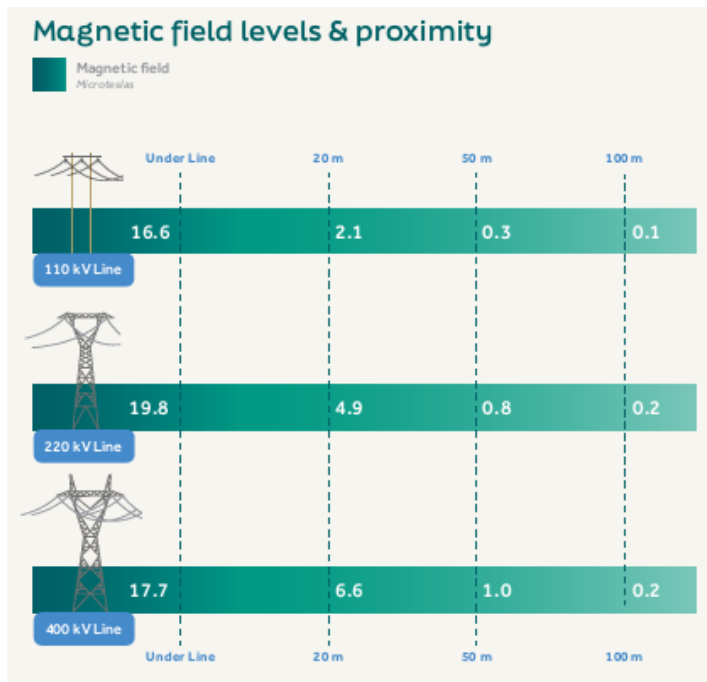 Magnetic field levels & proximity
Magnetic field
Microteslas
Under Line 20 m 50 m 100 m
16.6 2.1 0.3 0.1
110 kV Line
19.8 4.9 0.8 0.2
220 kV Line
17.7 6.6 1.0 0.2
400 kV Line
Under Line 20 m 50 m 100 m